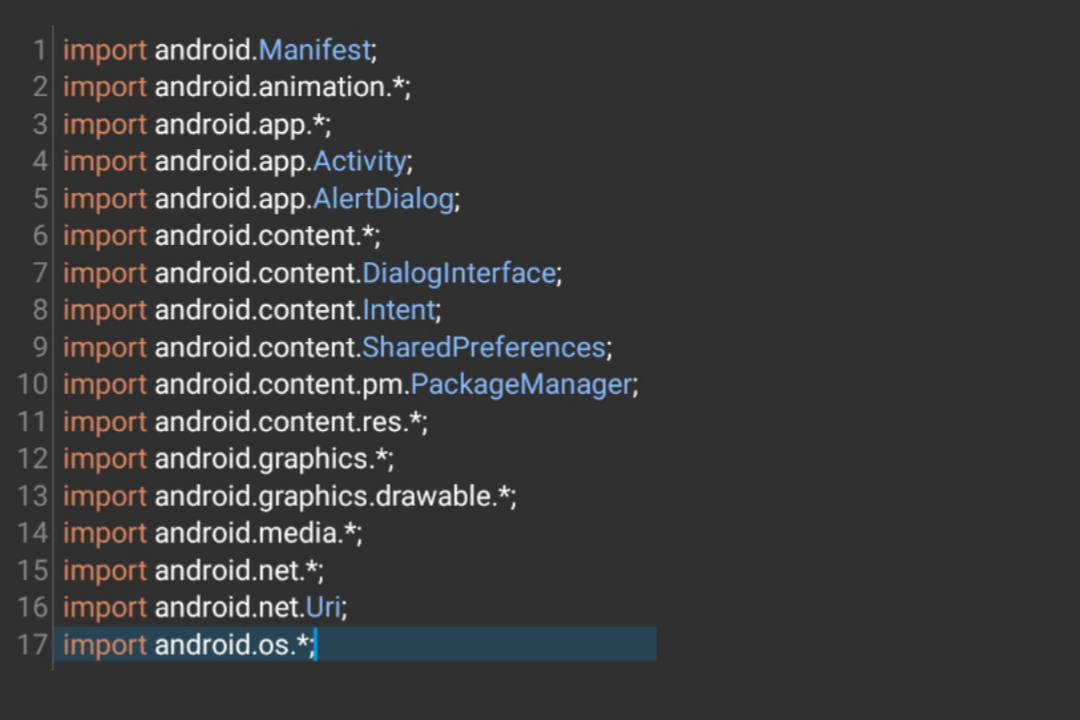 1 import android.Manifest;
2 import android.animation.*;
3 import android.app.*;
4 import android.app.Activity;
5 import android.app.AlertDialog;
6 import android.content.*;
7 import android.content.DialogInterface;
8 import android.content.Intent;
9 import android.content.SharedPreferences;
10 import android.content.pm.PackageManager;
11 import android.content.res.*;
12 import android.graphics.*;
13 import android.graphics.drawable.*;
14 import android.media.*;
15 import android.net.*;
16 import android.net.Uri;
17 import android.os.*;